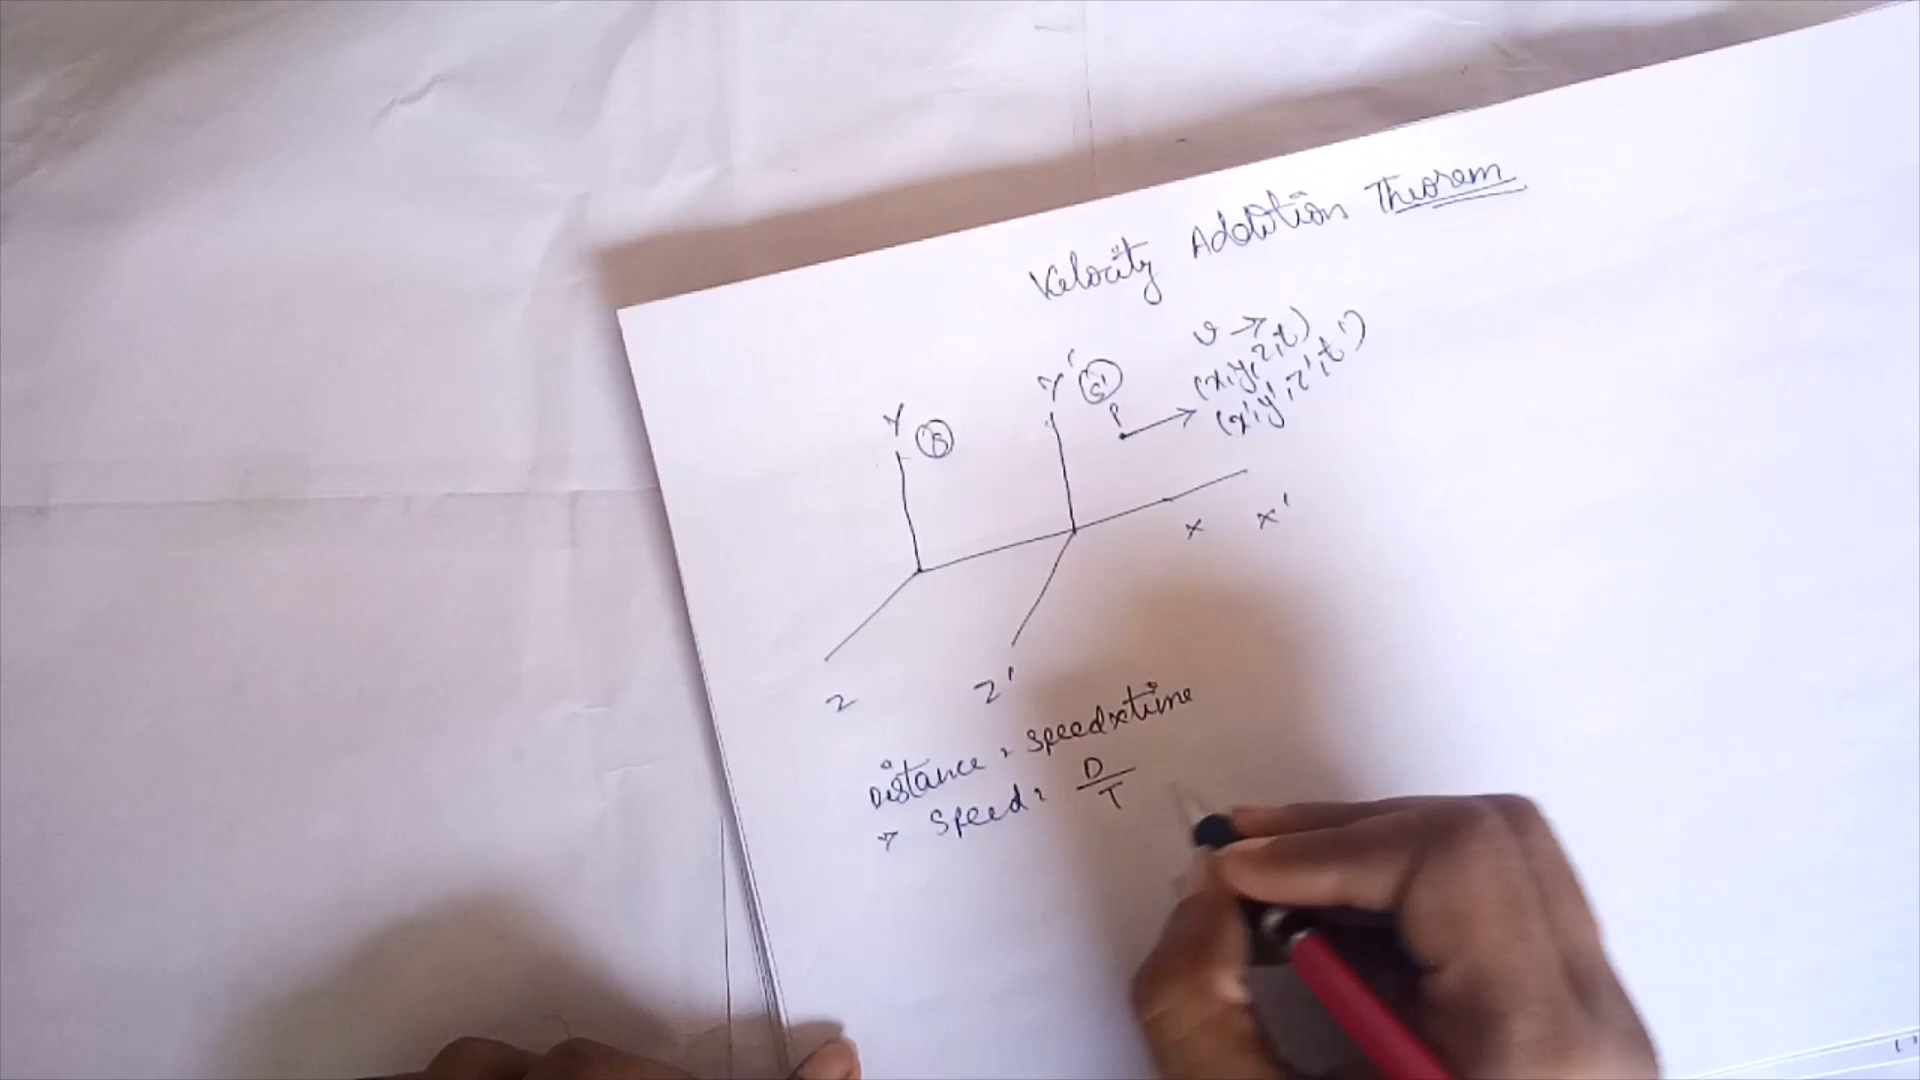 Velocity Addition Theorem
v →
(x,y,z,t)
(x',y',z',t')
Y S
Y' S'
P
X X'
Z Z'
Distance = Speed×time
⇒ Speed = D/T